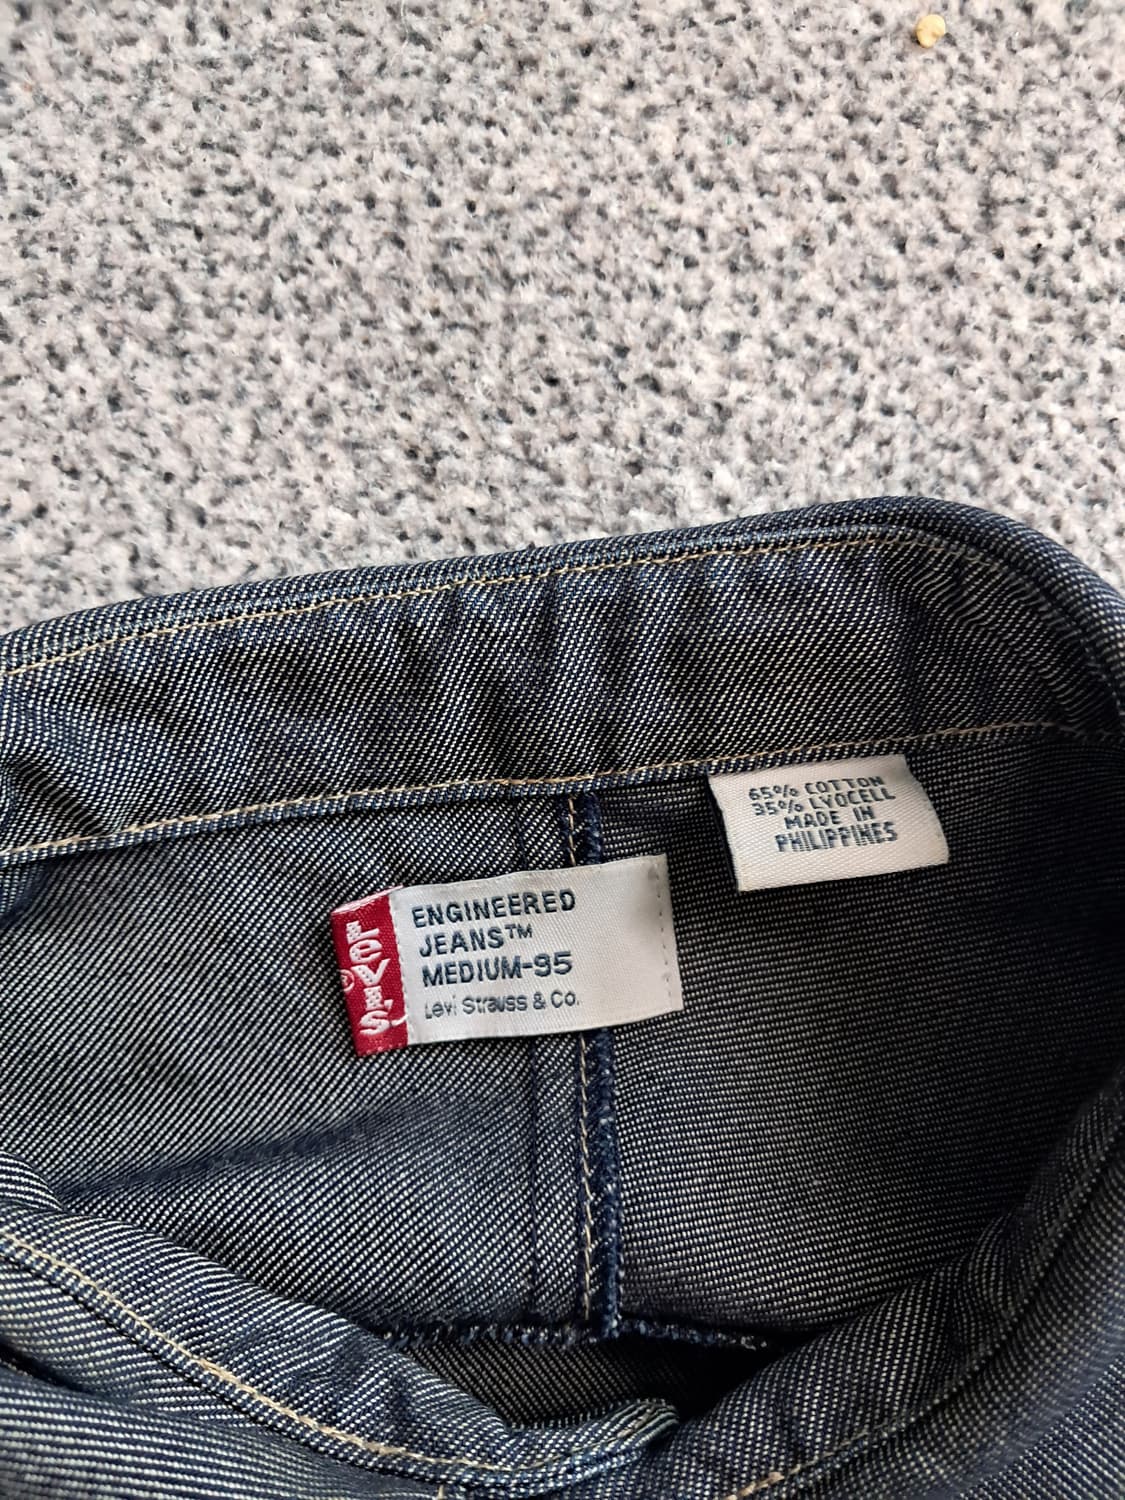 65% COTTON
35% LYOCELL
MADE IN
PHILIPPINES
LEVI'S
®
ENGINEERED
JEANS™
MEDIUM-95
Levi Strauss & Co.